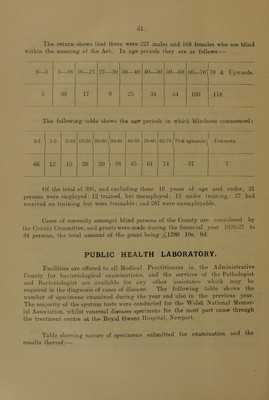 67.
The return shows that there were 227 males and 168 females who are blind
within the meaning of the Act. In age periods they are as follows:—
0—5 5—16 16—21 21—30 30—40 40—50 50—60 60—70 70 & Upwards.
5 30 17 9 25 34 54 103 118
The following table shows the age periods in which blindness commenced:
0-1 1-5 5-10 10-20 20-30 30-40 40-50 50-60 60-70 70 & upwards Unknown
66 12 12 20 20 38 45 61 74 37 7
Of the total of 395, and excluding those 16 years of age and under, 21
persons were employed: 12 trained, but unemployed: 13 under training: 27 had
received no training but were trainable; and 287 were unemployable.
Cases of necessity amongst blind persons of the County are considered by
the County Committee, and grants were made during the financial year 1926-27 to
84 persons, the total amount of the grant being £1280 10s. 0d.
PUBLIC HEALTH LABORATORY.
Facilities are offered to all Medical Practitioners in the Administrative
County for bacteriological examinations, and the services of the Pathologist
and Bacteriologist are available for any other assistance which may be
required in the diagnosis of cases of disease. The following table shows the
number of specimens examined during the year and also in the previous year.
The majority of the sputum tests were conducted for the Welsh National Memor-
ial Association, whilst venereal diseases specimens for the most part came through
the treatment centre at the Royal Gwent Hospital, Newport.
Table showing nature of specimens submitted for examination and the
results thereof:—